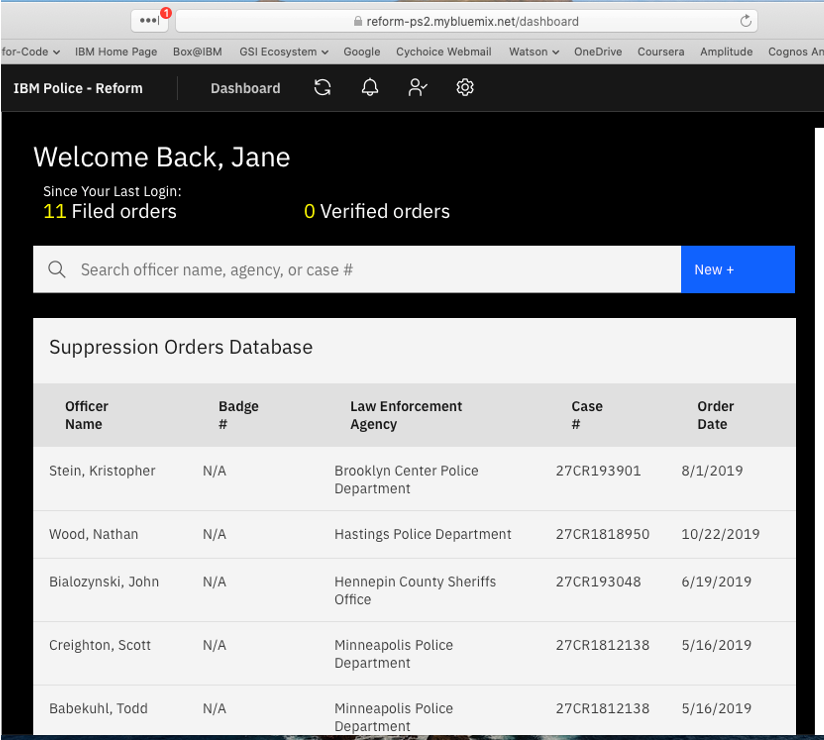 1
reform-ps2.mybluemix.net/dashboard
for-Code IBM Home Page Box@IBM GSI Ecosystem Google Cychoice Webmail Watson OneDrive Coursera Amplitude Cognos An
IBM Police - Reform Dashboard
Welcome Back, Jane
Since Your Last Login:
11 Filed orders 0 Verified orders
Search officer name, agency, or case # New +
Suppression Orders Database
Officer Badge Law Enforcement Case Order
Name # Agency # Date
Stein, Kristopher N/A Brooklyn Center Police 27CR193901 8/1/2019
Department
Wood, Nathan N/A Hastings Police Department 27CR1818950 10/22/2019
Bialozynski, John N/A Hennepin County Sheriffs 27CR193048 6/19/2019
Office
Creighton, Scott N/A Minneapolis Police 27CR1812138 5/16/2019
Department
Babekuhl, Todd N/A Minneapolis Police 27CR1812138 5/16/2019
Department